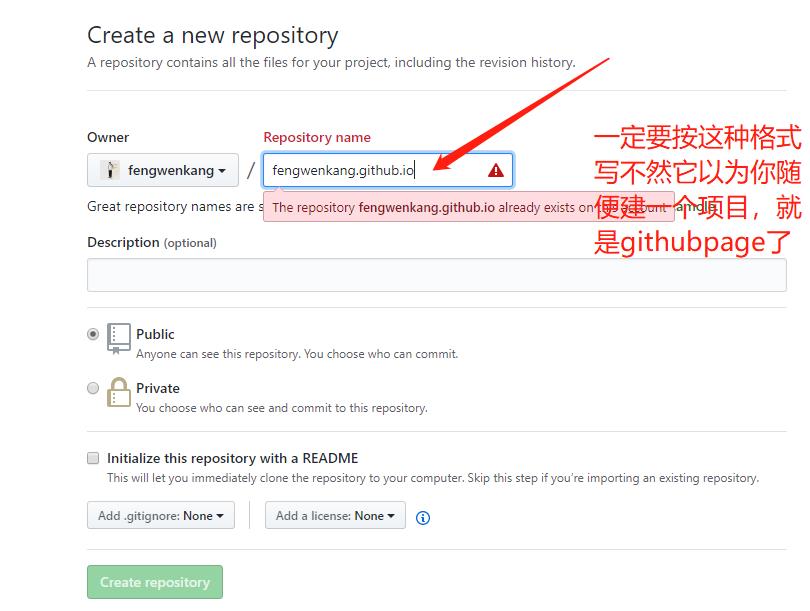 Create a new repository
A repository contains all the files for your project, including the revision history.
Owner
Repository name
fengwenkang
/
fengwenkang.github.io
Great repository names are s
The repository fengwenkang.github.io already exists on this account
Description (optional)
一定要按这种格式
写不然它以为你随
便建一个项目，就
是githubpage了
Public
Anyone can see this repository. You choose who can commit.
Private
You choose who can see and commit to this repository.
Initialize this repository with a README
This will let you immediately clone the repository to your computer. Skip this step if you’re importing an existing repository.
Add .gitignore: None
Add a license: None
Create repository